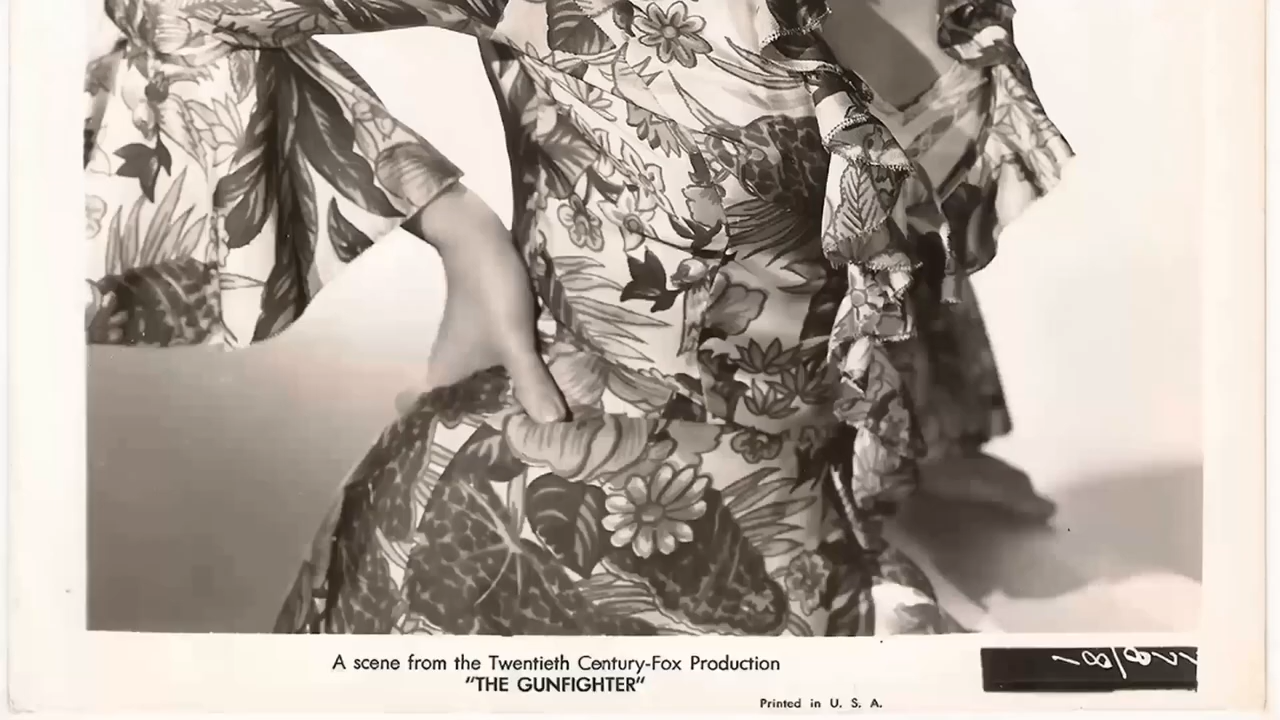 A scene from the Twentieth Century-Fox Production
"THE GUNFIGHTER"
Printed in U. S. A.